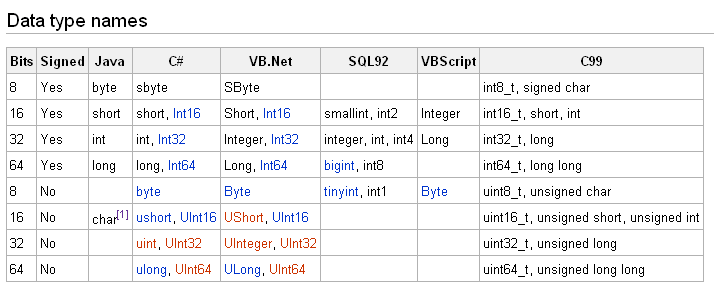 Data type names
Bits Signed Java C# VB.Net SQL92 VBScript C99
8 Yes byte sbyte SByte int8_t, signed char
16 Yes short short, Int16 Short, Int16 smallint, int2 Integer int16_t, short, int
32 Yes int int, Int32 Integer, Int32 integer, int, int4 Long int32_t, long
64 Yes long long, Int64 Long, Int64 bigint, int8 int64_t, long long
8 No byte Byte tinyint, int1 Byte uint8_t, unsigned char
16 No char[1] ushort, UInt16 UShort, UInt16 uint16_t, unsigned short, unsigned int
32 No uint, UInt32 UInteger, UInt32 uint32_t, unsigned long
64 No ulong, UInt64 ULong, UInt64 uint64_t, unsigned long long